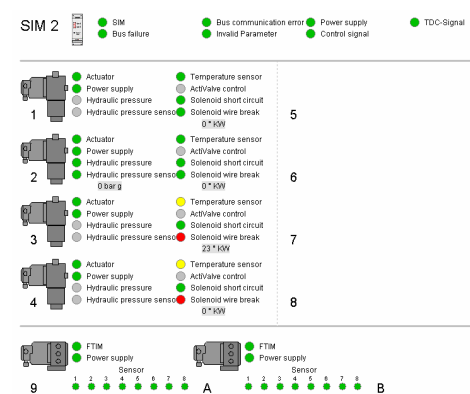 SIM 2
SIM
Bus communication error
Power supply
TDC-Signal
Bus failure
Invalid Parameter
Control signal
Actuator
Temperature sensor
Power supply
ActiValve control
Hydraulic pressure
Solenoid short circuit
1
Hydraulic pressure sensor
Solenoid wire break
5
0 ° KW
Actuator
Temperature sensor
Power supply
ActiValve control
Hydraulic pressure
Solenoid short circuit
2
Hydraulic pressure senso
Solenoid wire break
6
0 bar g
0 ° KW
Actuator
Temperature sensor
Power supply
ActiValve control
Hydraulic pressure
Solenoid short circuit
3
Hydraulic pressure senso
Solenoid wire break
7
23 ° KW
Actuator
Temperature sensor
Power supply
ActiValve control
Hydraulic pressure
Solenoid short circuit
4
Hydraulic pressure senso
Solenoid wire break
8
0 ° KW
FTIM
FTIM
Power supply
Power supply
Sensor
Sensor
1 2 3 4 5 6 7 8
1 2 3 4 5 6 7 8
9
A
B